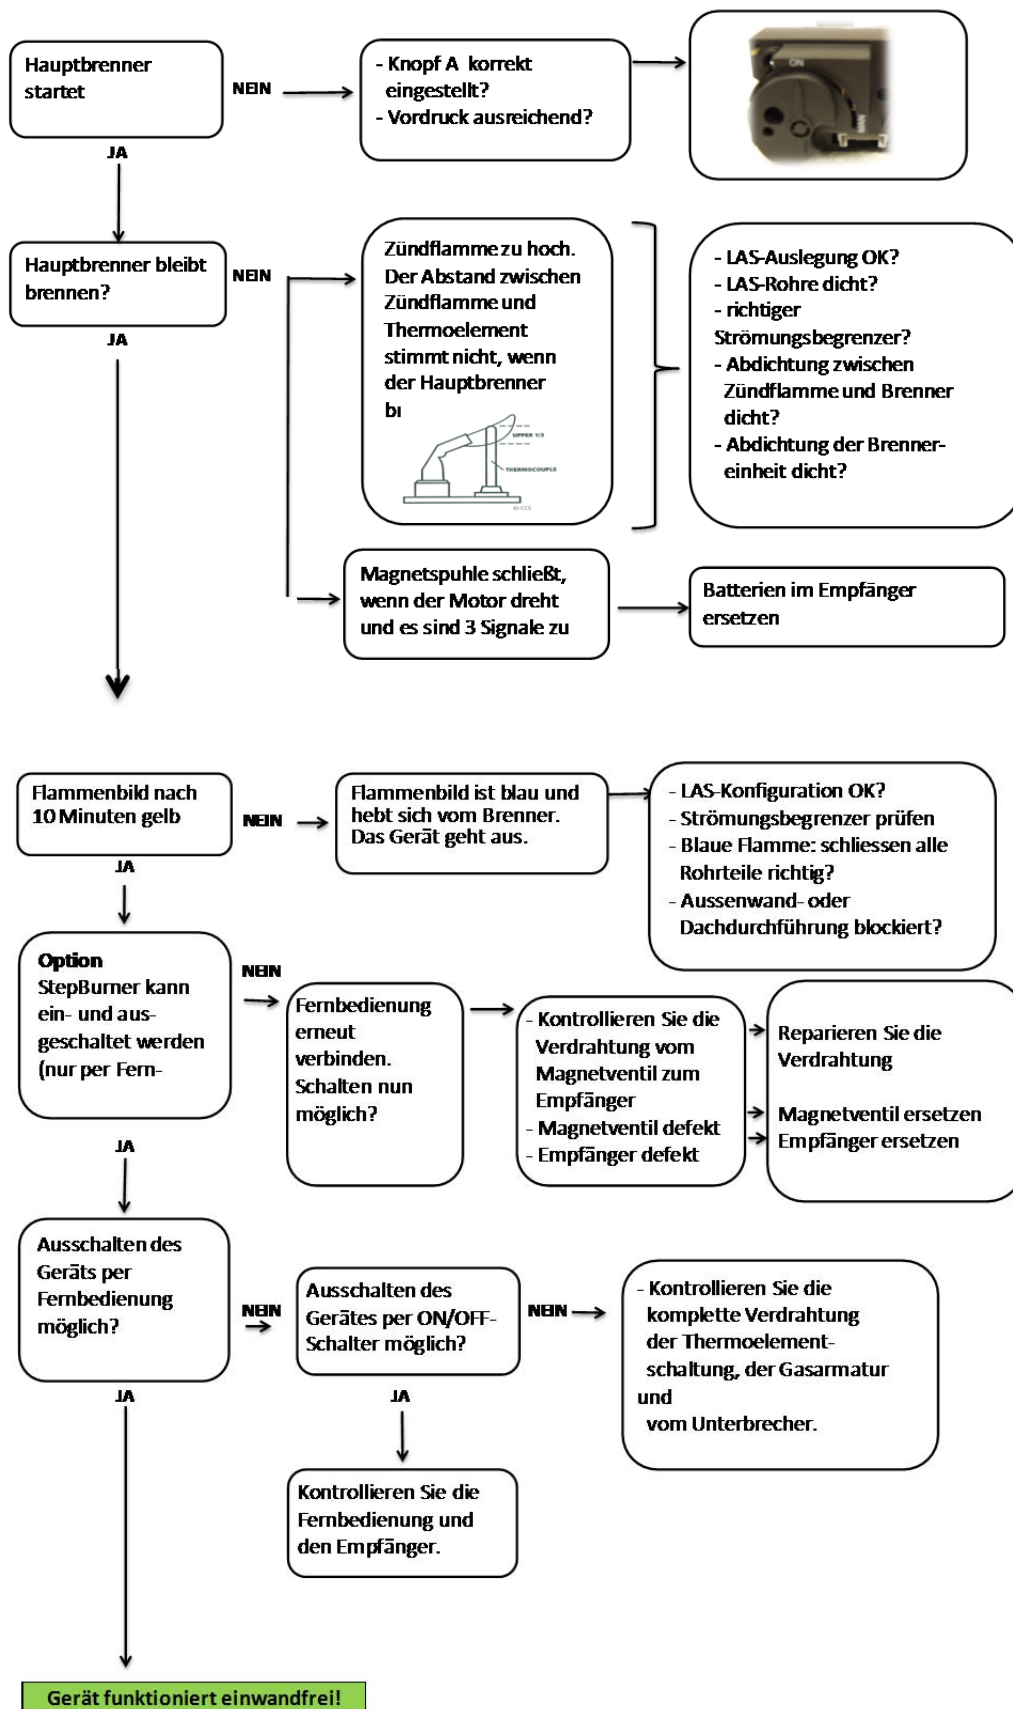 Hauptbrenner
startet
NEIN
- Knopf A korrekt
eingestellt?
- Vordruck ausreichend?
ON
MAN
JA
Hauptbrenner bleibt
brennen?
NEIN
Zündflamme zu hoch.
Der Abstand zwischen
Zündflamme und
Thermoelement
stimmt nicht, wenn
der Hauptbrenner
UPPER 1/3
THERMOCOUPLE
© CCS
- LAS-Auslegung OK?
- LAS-Rohre dicht?
- richtiger
Strömungsbegrenzer?
- Abdichtung zwischen
Zündflamme und Brenner
dicht?
- Abdichtung der Brenner-
einheit dicht?
JA
Magnetspuhle schließt,
wenn der Motor dreht
und es sind 3 Signale zu
Batterien im Empfänger
ersetzen
Flammenbild nach
10 Minuten gelb
NEIN
Flammenbild ist blau und
hebt sich vom Brenner.
Das Gerät geht aus.
- LAS-Konfiguration OK?
- Strömungsbegrenzer prüfen
- Blaue Flamme: schliessen alle
Rohrteile richtig?
- Aussenwand- oder
Dachdurchführung blockiert?
JA
Option
StepBurner kann
ein- und aus-
geschaltet werden
(nur per Fern-
NEIN
Fernbedienung
erneut
verbinden.
Schalten nun
möglich?
- Kontrollieren Sie die
Verdrahtung vom
Magnetventil zum
Empfänger
- Magnetventil defekt
- Empfänger defekt
Reparieren Sie die
Verdrahtung
Magnetventil ersetzen
Empfänger ersetzen
JA
Ausschalten des
Geräts per
Fernbedienung
möglich?
NEIN
Ausschalten des
Gerätes per ON/OFF-
Schalter möglich?
NEIN
- Kontrollieren Sie die
komplette Verdrahtung
der Thermoelement-
schaltung, der Gasarmatur
und
vom Unterbrecher.
JA
JA
Kontrollieren Sie die
Fernbedienung und
den Empfänger.
Gerät funktioniert einwandfrei!